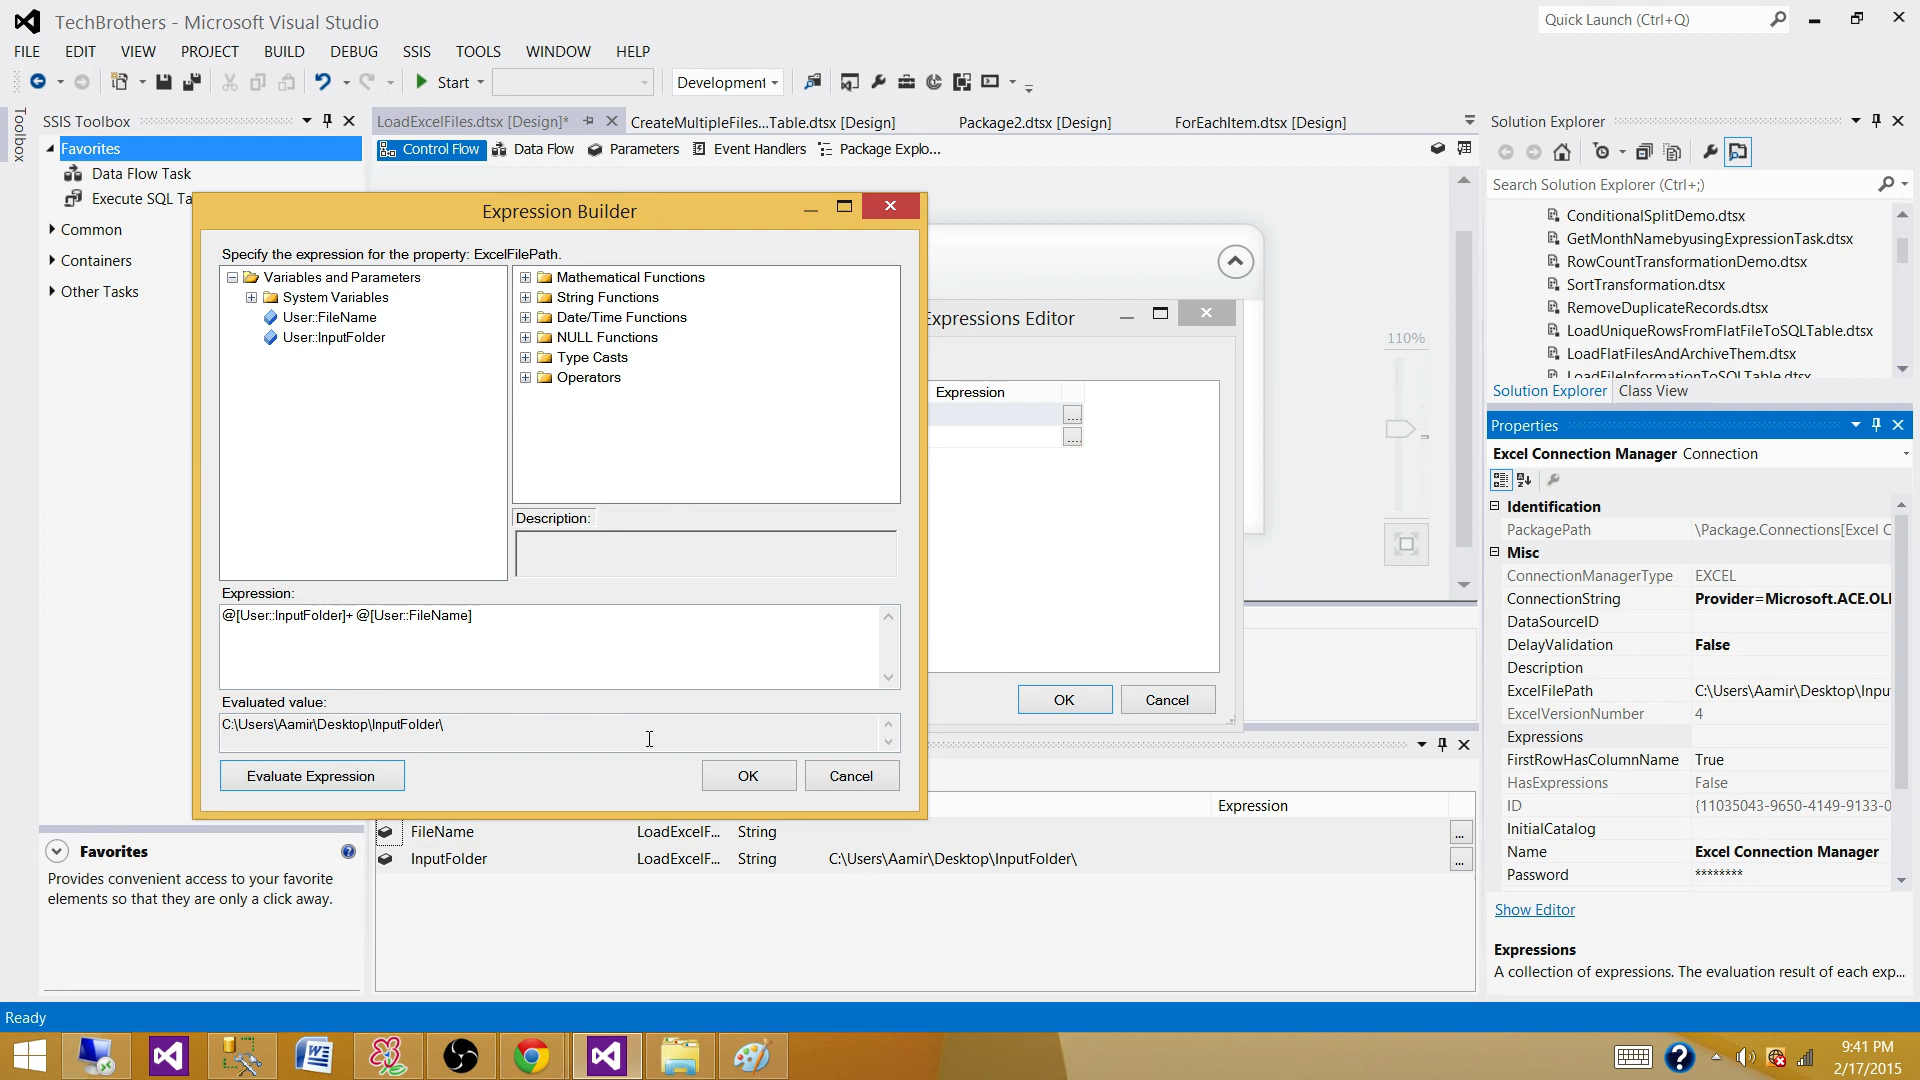 TechBrothers - Microsoft Visual Studio
Quick Launch (Ctrl+Q)
FILE EDIT VIEW PROJECT BUILD DEBUG SSIS TOOLS WINDOW HELP
Start
Development
Toolbox
SSIS Toolbox
Favorites
Data Flow Task
Execute SQL Ta
Common
Containers
Other Tasks
LoadExcelFiles.dtsx [Design]* CreateMultipleFiles...Table.dtsx [Design] Package2.dtsx [Design] ForEachItem.dtsx [Design]
Control Flow Data Flow Parameters Event Handlers Package Explo...
Expression Builder
Specify the expression for the property: ExcelFilePath.
Variables and Parameters
System Variables
User::FileName
User::InputFolder
Mathematical Functions
String Functions
Date/Time Functions
NULL Functions
Type Casts
Operators
Description:
Expression:
@[User::InputFolder]+ @[User::FileName]
Evaluated value:
C:\Users\Aamir\Desktop\InputFolder\
Evaluate Expression
OK
Cancel
Expressions Editor
Expression
OK
Cancel
110%
Expression
FileName LoadExcelF... String
InputFolder LoadExcelF... String C:\Users\Aamir\Desktop\InputFolder\
Favorites
Provides convenient access to your favorite
elements so that they are only a click away.
Solution Explorer
Search Solution Explorer (Ctrl+;)
ConditionalSplitDemo.dtsx
GetMonthNamebyusingExpressionTask.dtsx
RowCountTransformationDemo.dtsx
SortTransformation.dtsx
RemoveDuplicateRecords.dtsx
LoadUniqueRowsFromFlatFileToSQLTable.dtsx
LoadFlatFilesAndArchiveThem.dtsx
LoadFileInformationToSQLTable.dtsx
Solution Explorer Class View
Properties
Excel Connection Manager Connection
Identification
PackagePath \Package.Connections[Excel C
Misc
ConnectionManagerType EXCEL
ConnectionString Provider=Microsoft.ACE.OLI
DataSourceID
DelayValidation False
Description
ExcelFilePath C:\Users\Aamir\Desktop\Inpu
ExcelVersionNumber 4
Expressions
FirstRowHasColumnName True
HasExpressions False
ID {11035043-9650-4149-9133-0
InitialCatalog
Name Excel Connection Manager
Password ********
Show Editor
Expressions
A collection of expressions. The evaluation result of each exp...
Ready
9:41 PM
2/17/2015